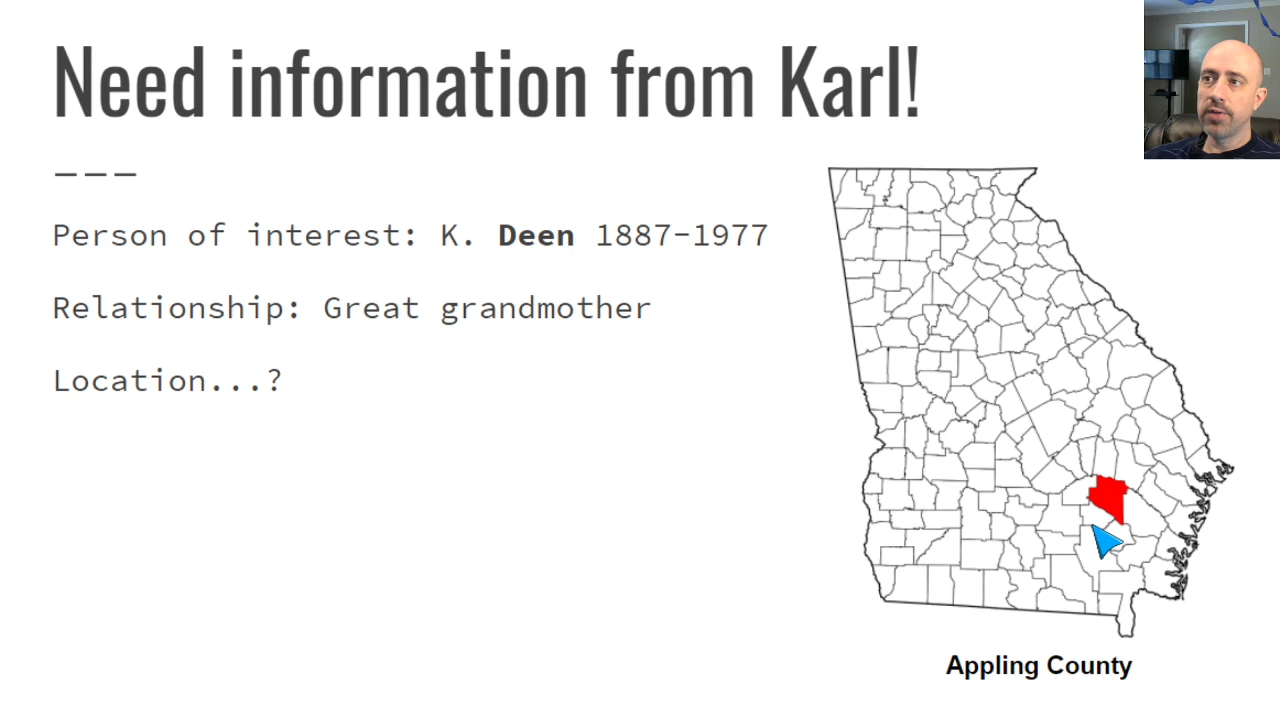 Need information from Karl!
———
Person of interest: K. Deen 1887-1977
Relationship: Great grandmother
Location...?
Appling County